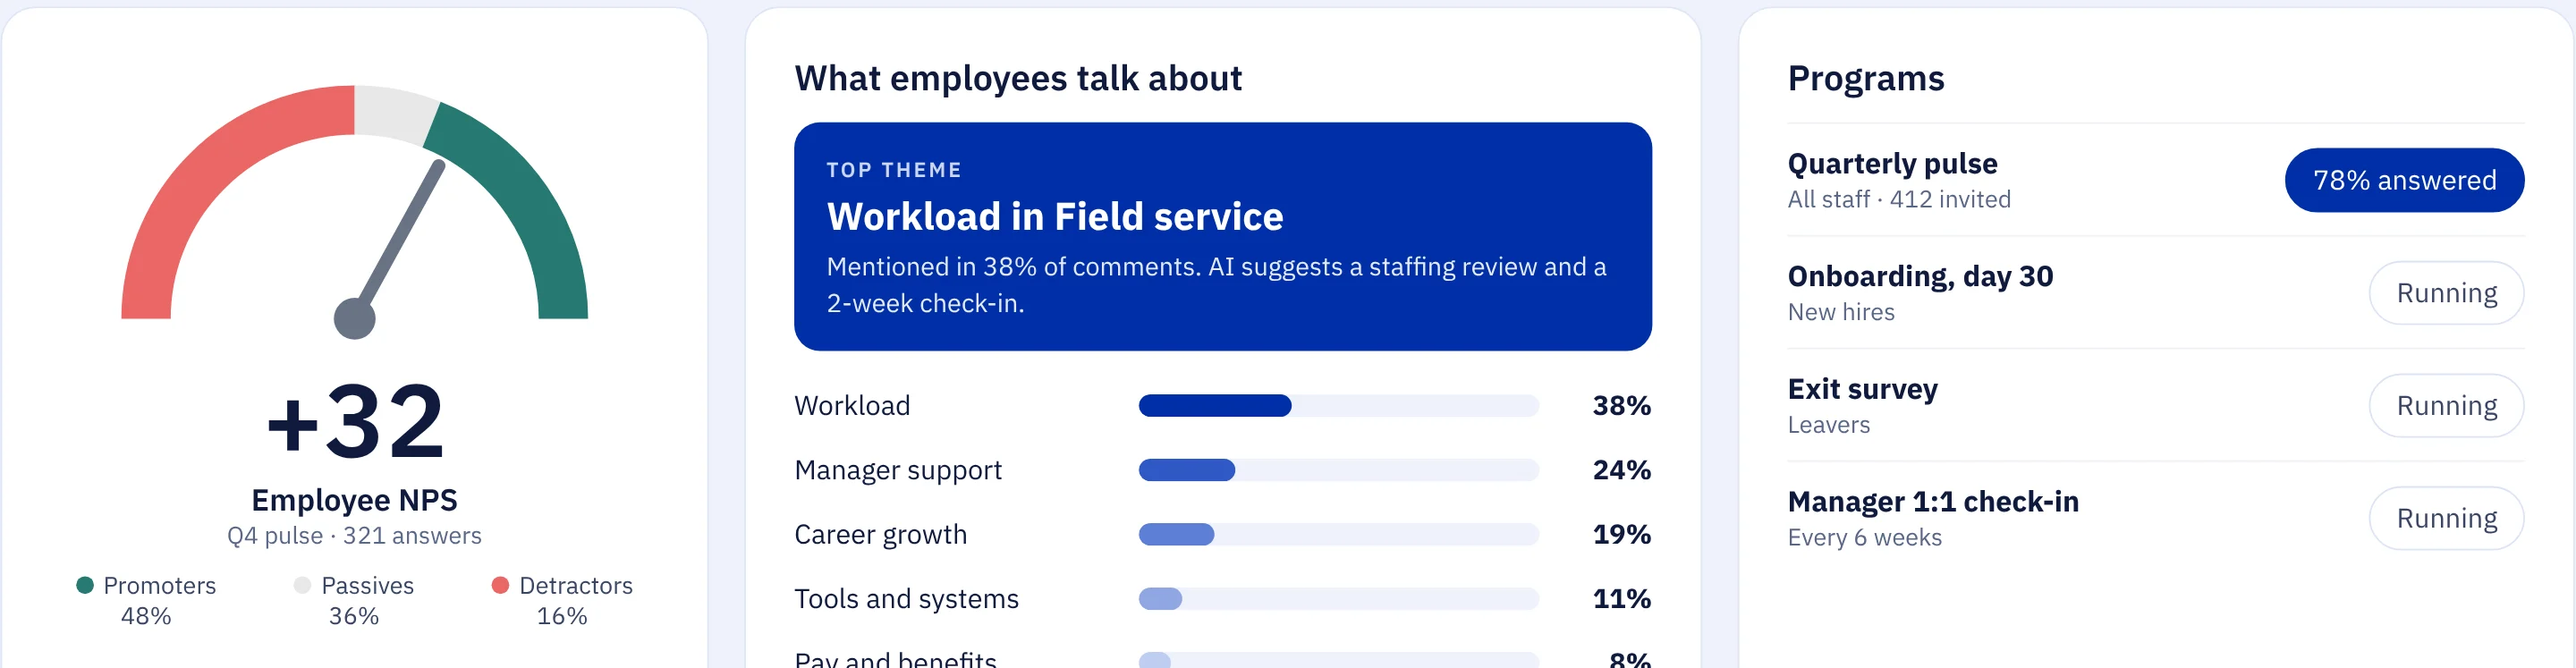 +32
Employee NPS
Q4 pulse · 321 answers
Promoters
48%
Passives
36%
Detractors
16%
What employees talk about
TOP THEME
Workload in Field service
Mentioned in 38% of comments. AI suggests a staffing review and a
2-week check-in.
Workload 38%
Manager support 24%
Career growth 19%
Tools and systems 11%
Pay and benefits 8%
Programs
Quarterly pulse
All staff · 412 invited
78% answered
Onboarding, day 30
New hires
Running
Exit survey
Leavers
Running
Manager 1:1 check-in
Every 6 weeks
Running